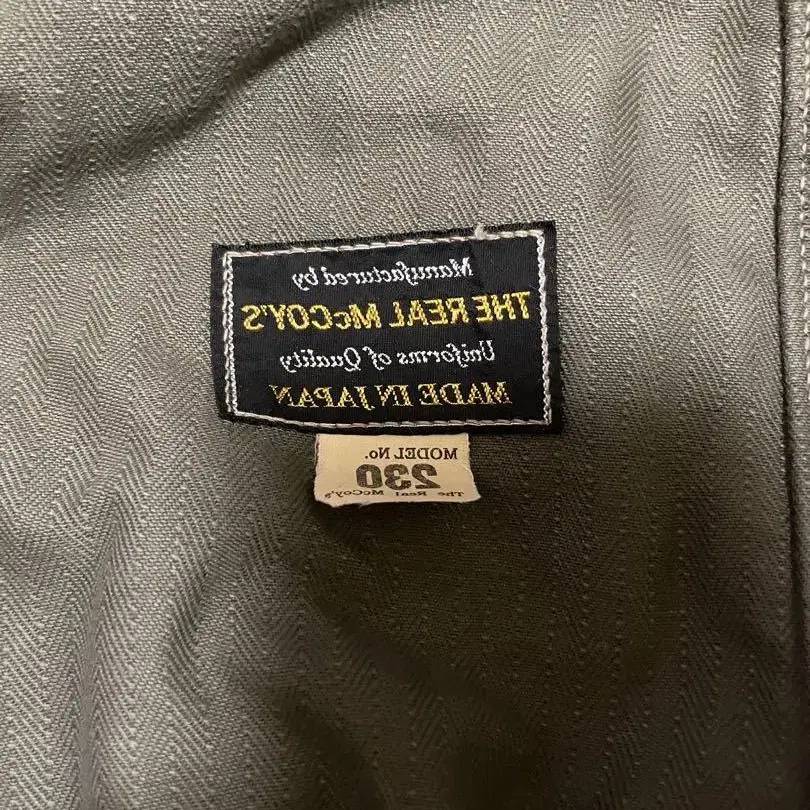 Manufactured by
THE REAL McCOY'S
Uniforms of Quality
MADE IN JAPAN
MODEL No.
230
The Real McCoy's